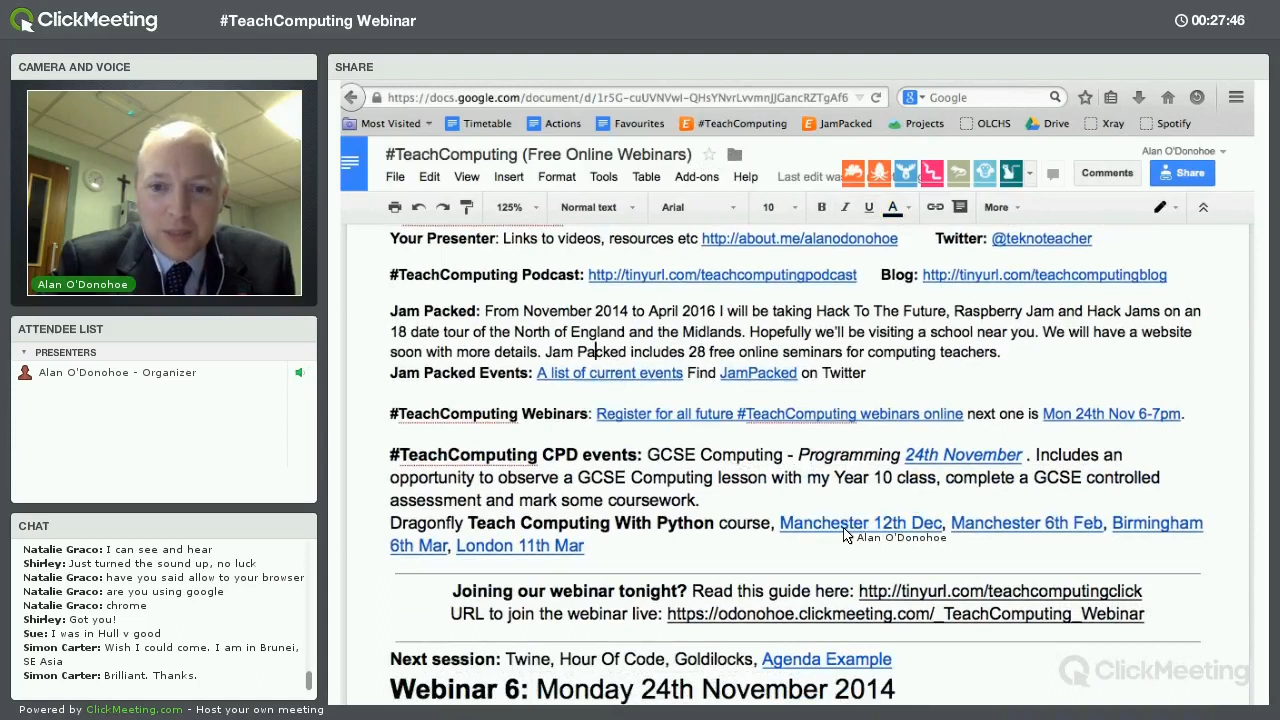 ClickMeeting
#TeachComputing Webinar
00:27:46
CAMERA AND VOICE
Alan O'Donohoe
ATTENDEE LIST
PRESENTERS
Alan O'Donohoe - Organizer
CHAT
Natalie Graco: I can see and hear
Shirley: Just turned the sound up, no luck
Natalie Graco: have you said allow to your browser
Natalie Graco: are you using google
Natalie Graco: chrome
Shirley: Got you!
Sue: I was in Hull v good
Simon Carter: Wish I could come. I am in Brunei,
SE Asia
Simon Carter: Brilliant. Thanks.
SHARE
https://docs.google.com/document/d/1r5G-cuUVNVwI-QHsYNvrLvvmnJJGancRZTgAf6
Google
Most Visited
Timetable
Actions
Favourites
#TeachComputing
JamPacked
Projects
OLCHS
Drive
Xray
Spotify
#TeachComputing (Free Online Webinars)
Alan O'Donohoe
File Edit View Insert Format Tools Table Add-ons Help Last edit
Comments
Share
125% Normal text Arial 10 B I U A More
Your Presenter: Links to videos, resources etc http://about.me/alanodonohoe Twitter: @teknoteacher
#TeachComputing Podcast: http://tinyurl.com/teachcomputingpodcast Blog: http://tinyurl.com/teachcomputingblog
Jam Packed: From November 2014 to April 2016 I will be taking Hack To The Future, Raspberry Jam and Hack Jams on an
18 date tour of the North of England and the Midlands. Hopefully we'll be visiting a school near you. We will have a website
soon with more details. Jam Packed includes 28 free online seminars for computing teachers.
Jam Packed Events: A list of current events Find JamPacked on Twitter
#TeachComputing Webinars: Register for all future #TeachComputing webinars online next one is Mon 24th Nov 6-7pm.
#TeachComputing CPD events: GCSE Computing - Programming 24th November . Includes an
opportunity to observe a GCSE Computing lesson with my Year 10 class, complete a GCSE controlled
assessment and mark some coursework.
Dragonfly Teach Computing With Python course, Manchester 12th Dec, Manchester 6th Feb, Birmingham
Alan O'Donohoe
6th Mar, London 11th Mar
Joining our webinar tonight? Read this guide here: http://tinyurl.com/teachcomputingclick
URL to join the webinar live: https://odonohoe.clickmeeting.com/_TeachComputing_Webinar
Next session: Twine, Hour Of Code, Goldilocks, Agenda Example
Webinar 6: Monday 24th November 2014
ClickMeeting
Powered by ClickMeeting.com - Host your own meeting